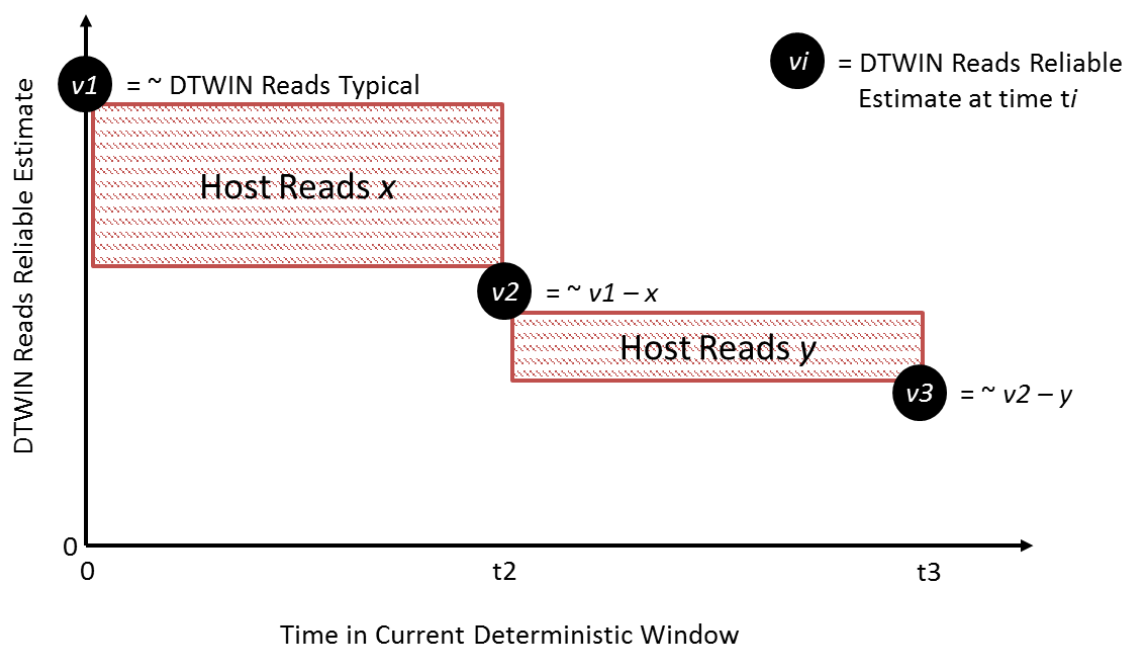 v1 = ~ DTWIN Reads Typical
vi = DTWIN Reads Reliable
Estimate at time ti
DTWIN Reads Reliable Estimate
Host Reads x
v2 = ~ v1 – x
Host Reads y
v3 = ~ v2 – y
0
0 t2 t3
Time in Current Deterministic Window